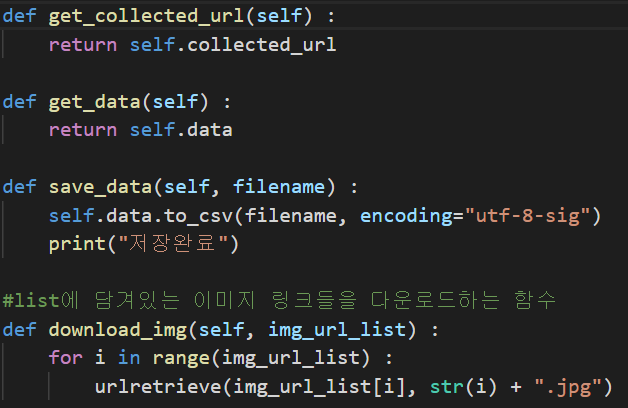 def get_collected_url(self) :
    return self.collected_url

def get_data(self) :
    return self.data

def save_data(self, filename) :
    self.data.to_csv(filename, encoding="utf-8-sig")
    print("저장완료")

#list에 담겨있는 이미지 링크들을 다운로드하는 함수
def download_img(self, img_url_list) :
    for i in range(img_url_list) :
        urlretrieve(img_url_list[i], str(i) + ".jpg")